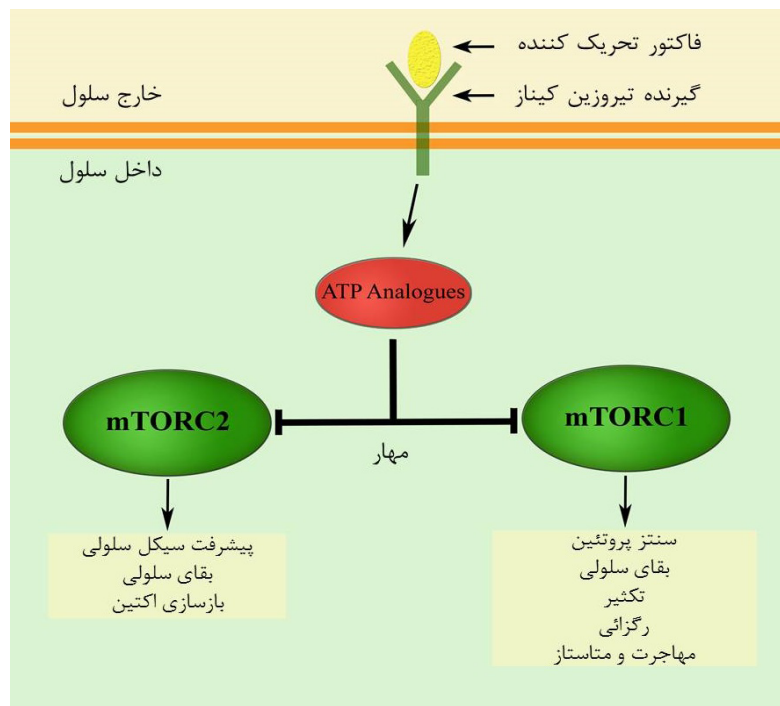 فاکتور تحریک کننده
گیرنده تیروزین کیناز
خارج سلول
داخل سلول
ATP Analogues
mTORC1
mTORC2
مهار
سنتز پروتئین
بقای سلولی
تکثیر
رگزائی
مهاجرت و متاستاز
پیشرفت سیکل سلولی
بقای سلولی
بازسازی اکتین